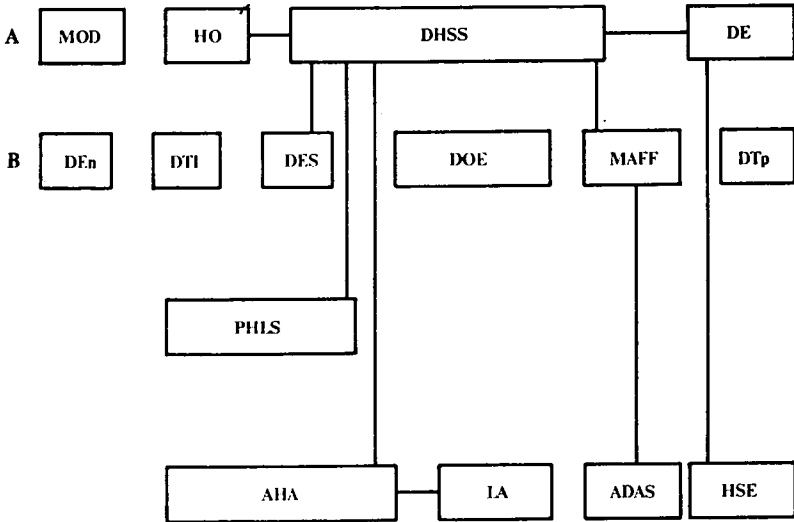 A MOD HO DHSS DE
B DEn DTI DES DOE MAFF DTp
PHLS
AHA LA ADAS HSE